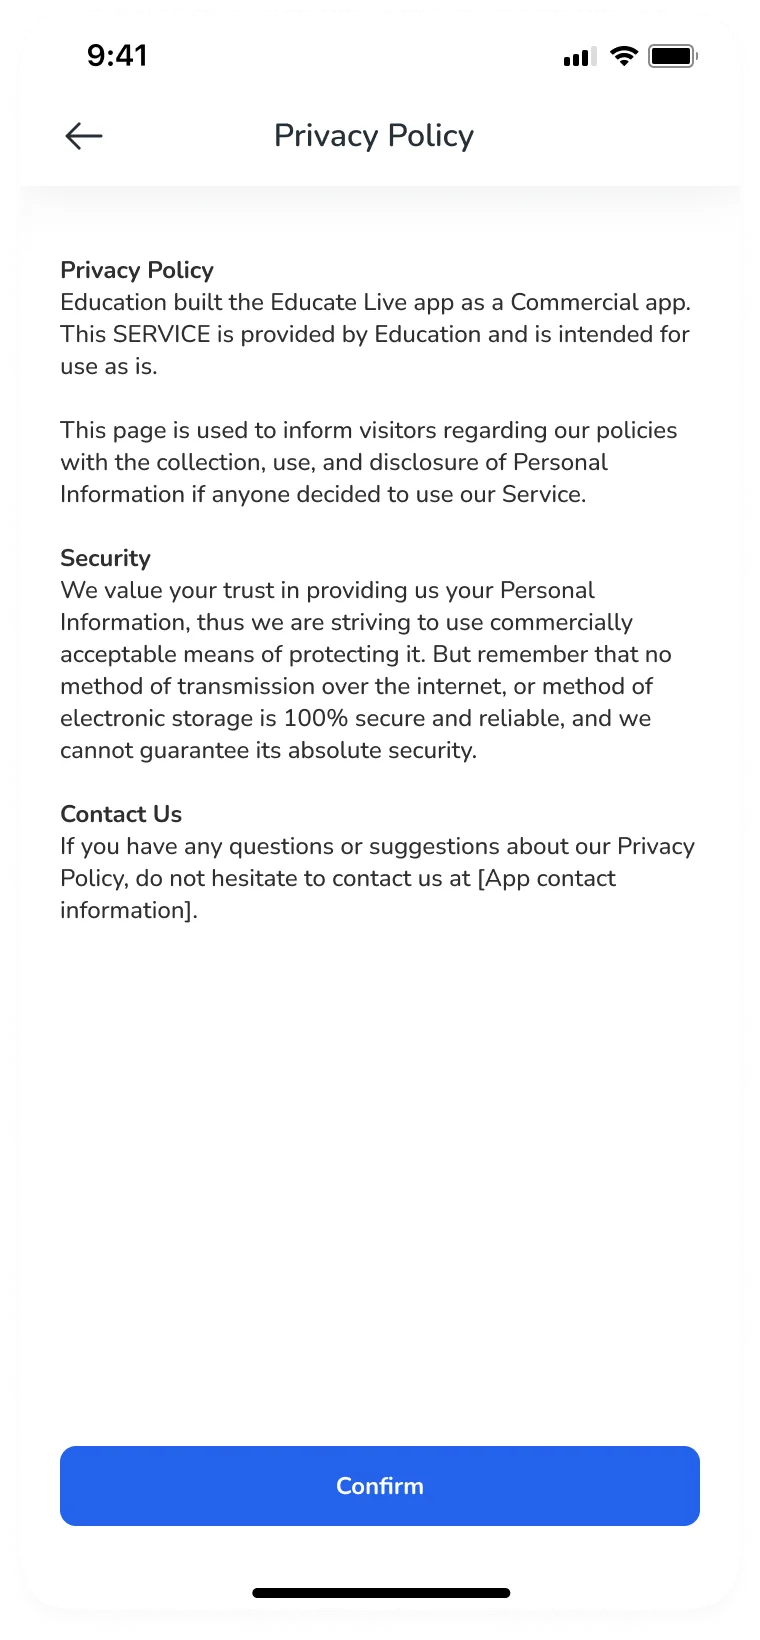 9:41
Privacy Policy
Privacy Policy
Education built the Educate Live app as a Commercial app.
This SERVICE is provided by Education and is intended for
use as is.
This page is used to inform visitors regarding our policies
with the collection, use, and disclosure of Personal
Information if anyone decided to use our Service.
Security
We value your trust in providing us your Personal
Information, thus we are striving to use commercially
acceptable means of protecting it. But remember that no
method of transmission over the internet, or method of
electronic storage is 100% secure and reliable, and we
cannot guarantee its absolute security.
Contact Us
If you have any questions or suggestions about our Privacy
Policy, do not hesitate to contact us at [App contact
information].
Confirm